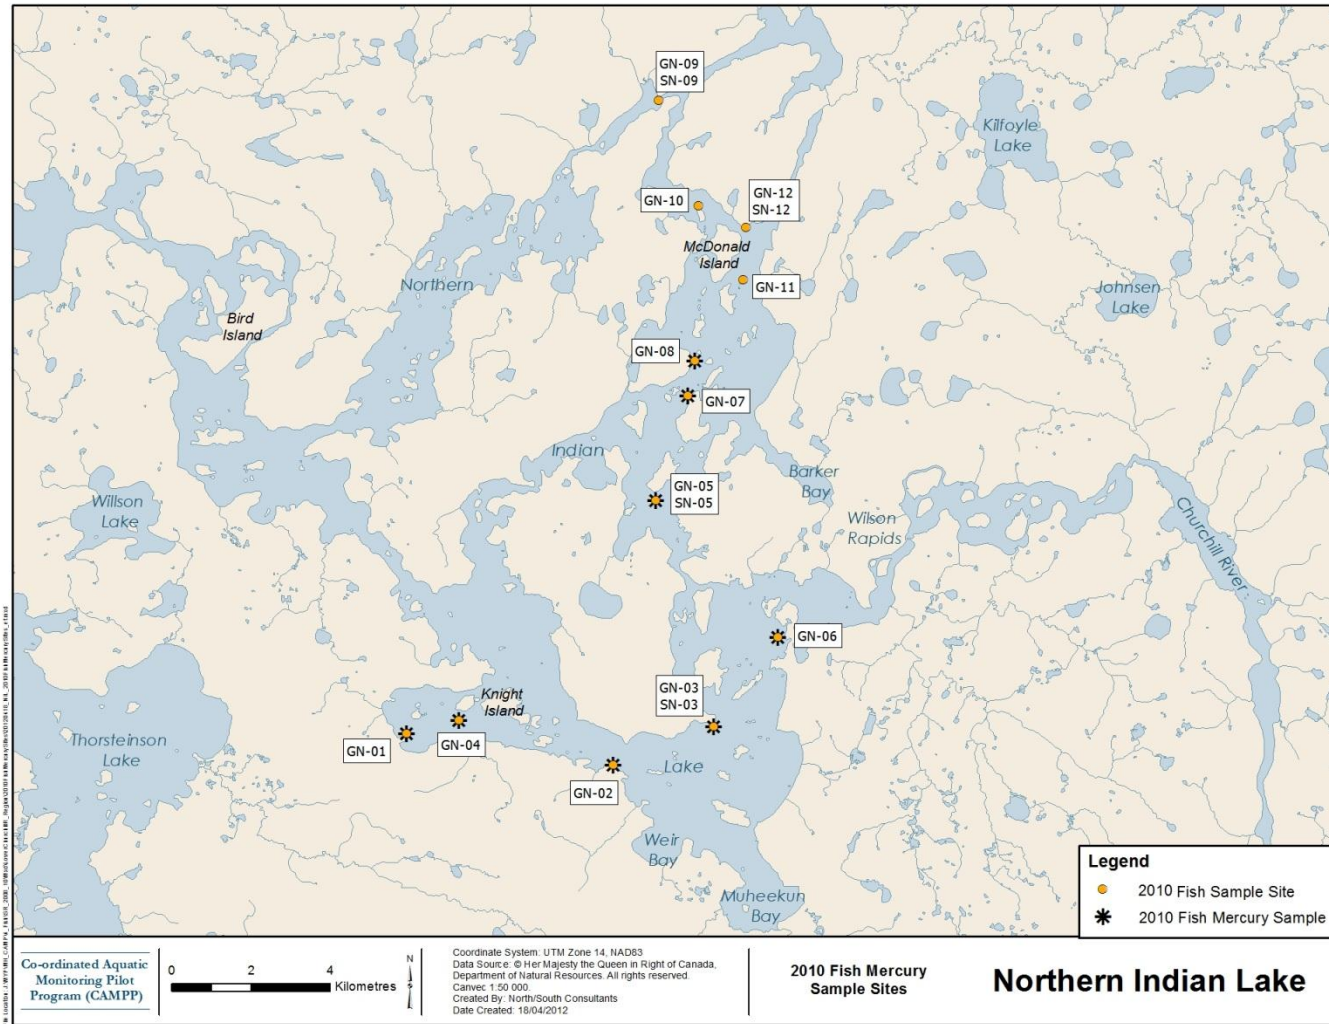 GN-09
SN-09
Kilfoyle
Lake
GN-10
GN-12
SN-12
McDonald
Island
Northern
GN-11
Johnsen
Lake
Bird
Island
GN-08
GN-07
Indian
Barker
Bay
GN-05
SN-05
Willson
Lake
Wilson
Rapids
Churchill River
GN-06
GN-03
SN-03
Knight
Island
Thorsteinson
Lake
GN-01
GN-04
Lake
GN-02
Weir
Bay
Muheekun
Bay
Legend
2010 Fish Sample Site
2010 Fish Mercury Sample
Co-ordinated Aquatic
Monitoring Pilot
Program (CAMPP)
0 2 4
Kilometres
N
Coordinate System: UTM Zone 14, NAD83
Data Source: © Her Majesty the Queen in Right of Canada,
Department of Natural Resources. All rights reserved.
Canvec 1:50 000.
Created By: North/South Consultants
Date Created: 18/04/2012
2010 Fish Mercury
Sample Sites
Northern Indian Lake